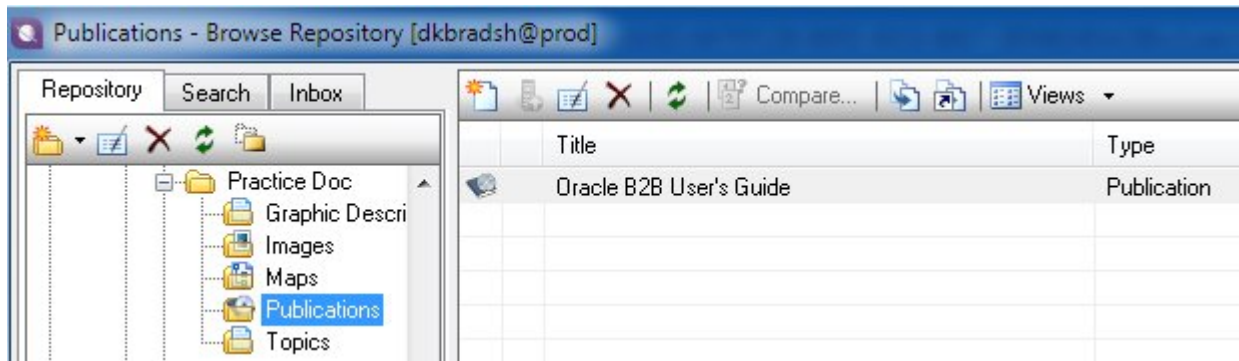 Publications - Browse Repository [dkbradsh@prod]
Repository Search Inbox
Compare... Views
Title Type
Practice Doc
Oracle B2B User's Guide Publication
Graphic Descri
Images
Maps
Publications
Topics